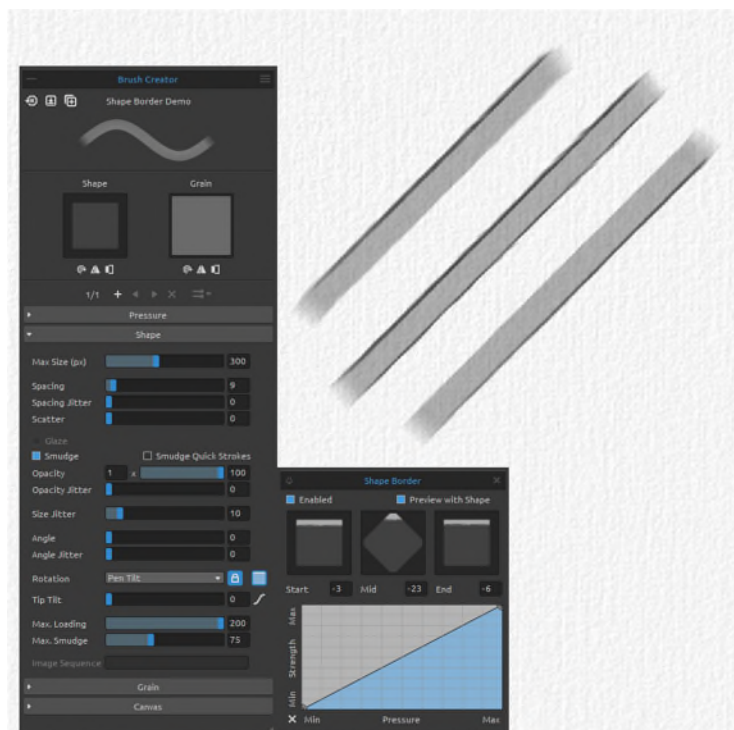 Brush Creator
Shape Border Demo
Shape Grain
1/1
Pressure
Shape
Max Size (px) 300
Spacing 9
Spacing Jitter 0
Scatter 0
Glaze
Smudge Smudge Quick Strokes
Opacity 1 x 100
Opacity Jitter 0
Size Jitter 10
Angle 0
Angle Jitter 0
Rotation Pen Tilt
Tip Tilt 0
Max. Loading 200
Max. Smudge 75
Image Sequence
Grain
Canvas
Shape Border
Enabled Preview with Shape
Start -3 Mid -23 End -6
Max
Strength
Min
Min Pressure Max